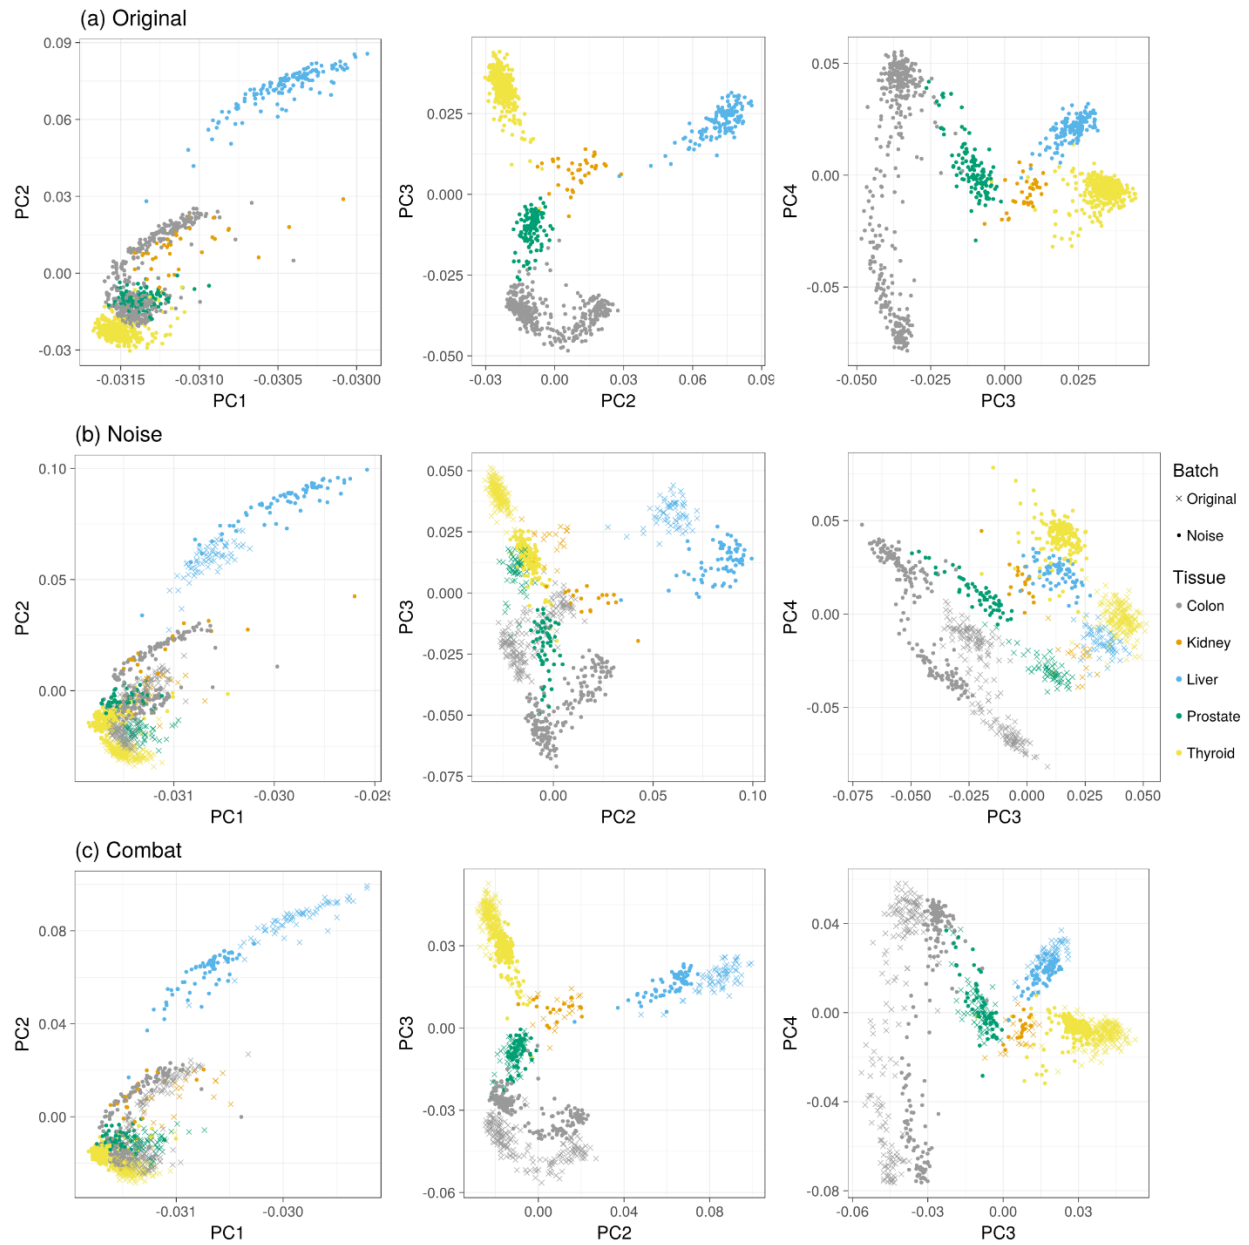 (a) Original
0.09
0.06
0.03
0.00
-0.03
PC2
-0.0315
-0.0310
-0.0305
-0.0300
PC1
0.025
0.000
-0.025
-0.050
PC3
-0.03
0.00
0.03
0.06
0.09
PC2
0.05
0.00
-0.05
PC4
-0.050
-0.025
0.000
0.025
PC3
(b) Noise
0.10
0.05
0.00
PC2
-0.031
-0.030
-0.029
PC1
0.050
0.025
0.000
-0.025
-0.050
-0.075
PC3
0.00
0.05
0.10
PC2
0.05
0.00
-0.05
PC4
-0.075
-0.050
-0.025
0.000
0.025
0.050
PC3
Batch
Original
Noise
Tissue
Colon
Kidney
Liver
Prostate
Thyroid
(c) Combat
0.08
0.04
0.00
PC2
-0.031
-0.030
PC1
0.03
0.00
-0.03
-0.06
PC3
0.00
0.04
0.08
PC2
0.04
0.00
-0.04
-0.08
PC4
-0.06
-0.03
0.00
0.03
PC3